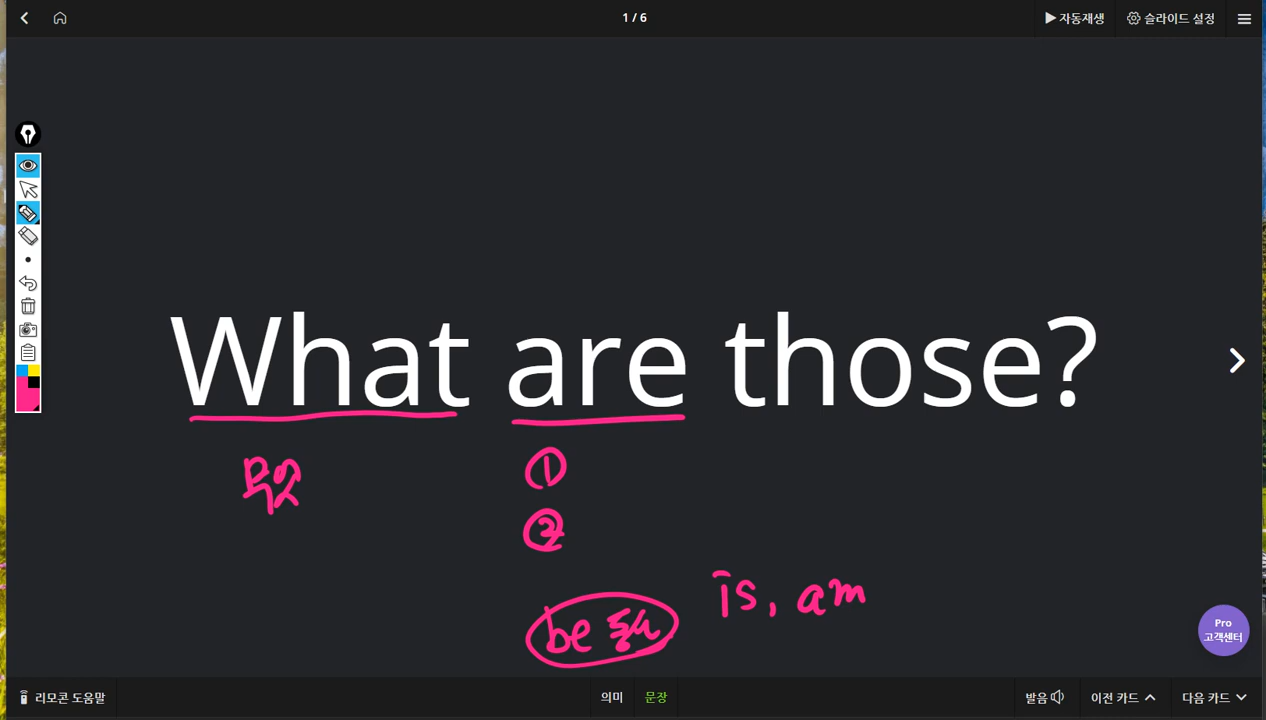 1 / 6
자동재생
슬라이드 설정
What are those?
무엇
①
②
be 동사
is, am
Pro
고객센터
리모콘 도움말
의미
문장
발음
이전 카드
다음 카드